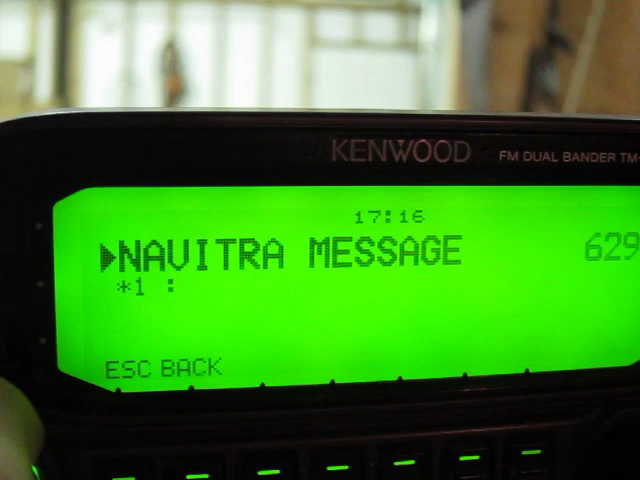 KENWOOD FM DUAL BANDER TM-
17:16
▶NAVITRA MESSAGE 629
*1 :
ESC BACK